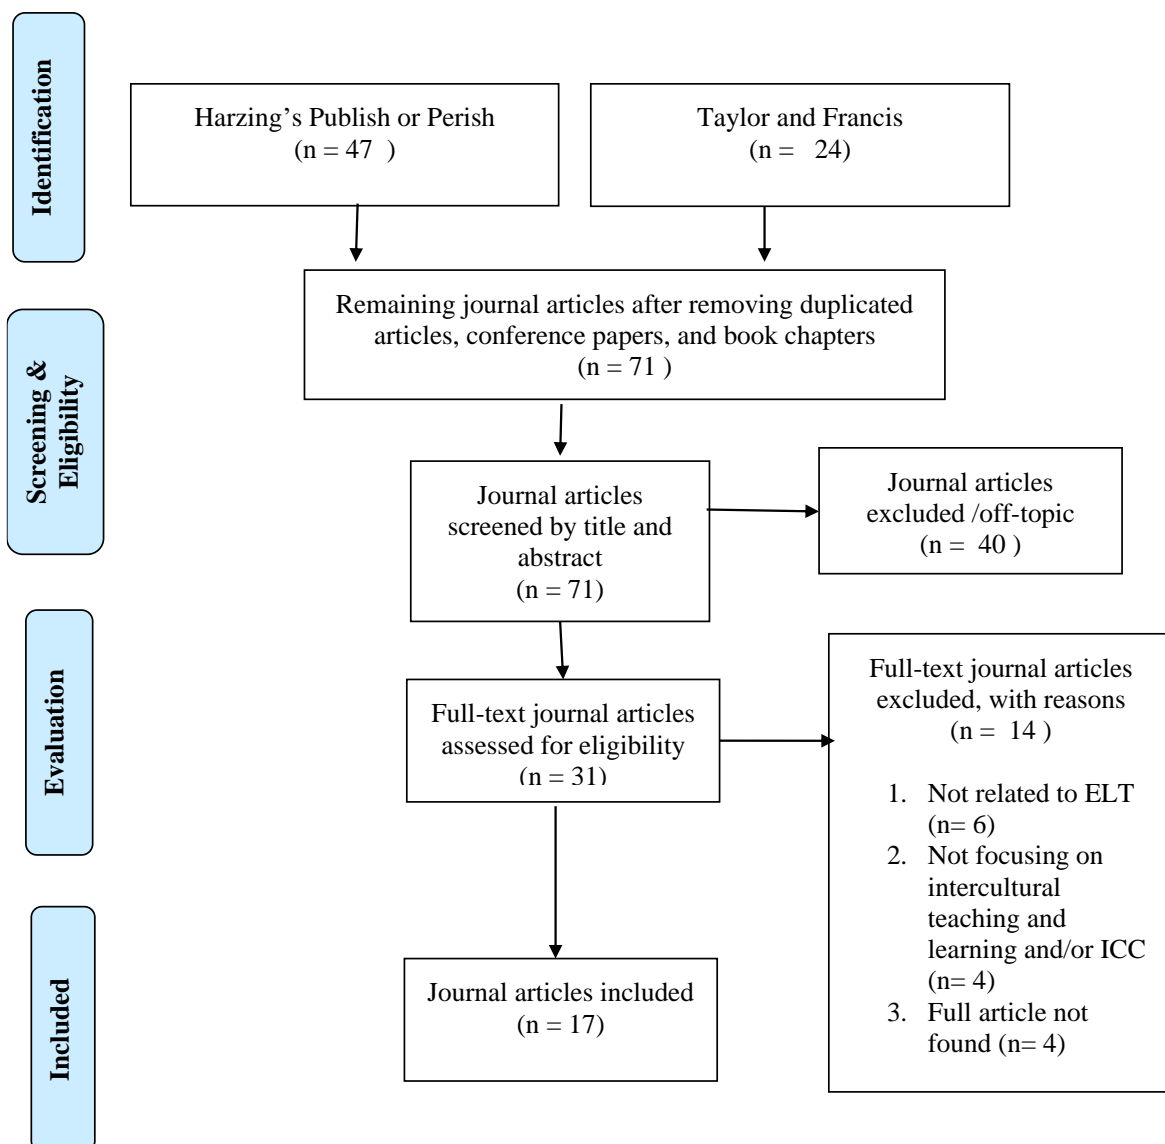 Identification
Harzing’s Publish or Perish
(n = 47 )
Taylor and Francis
(n = 24)
Remaining journal articles after removing duplicated
articles, conference papers, and book chapters
(n = 71 )
Screening &
Eligibility
Journal articles
screened by title and
abstract
(n = 71)
Journal articles
excluded /off-topic
(n = 40 )
Evaluation
Full-text journal articles
assessed for eligibility
(n = 31)
Full-text journal articles
excluded, with reasons
(n = 14 )
1. Not related to ELT
(n= 6)
2. Not focusing on
intercultural
teaching and
learning and/or ICC
(n= 4)
3. Full article not
found (n= 4)
Included
Journal articles included
(n = 17)